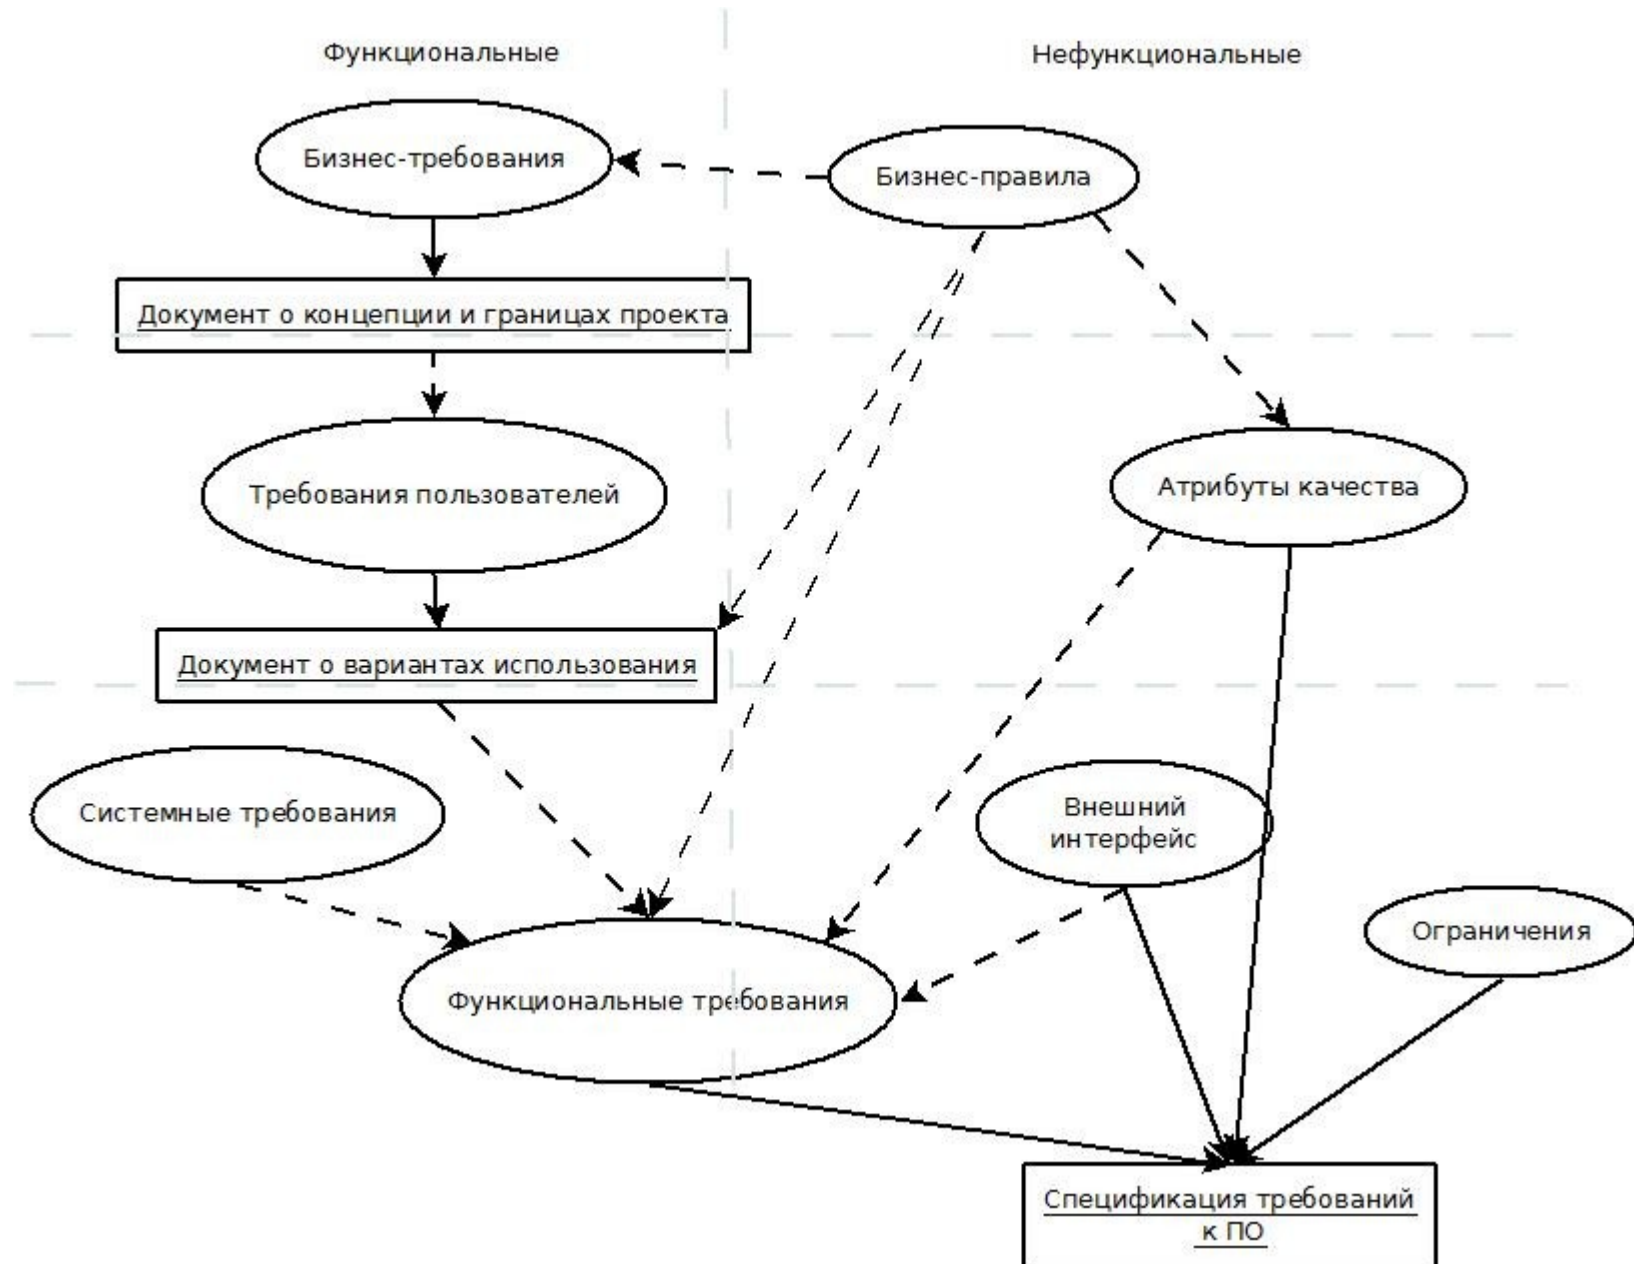 Функциональные
Нефункциональные
Бизнес-требования
Бизнес-правила
Документ о концепции и границах проекта
Требования пользователей
Атрибуты качества
Документ о вариантах использования
Системные требования
Внешний
интерфейс
Ограничения
Функциональные требования
Спецификация требований
к ПО